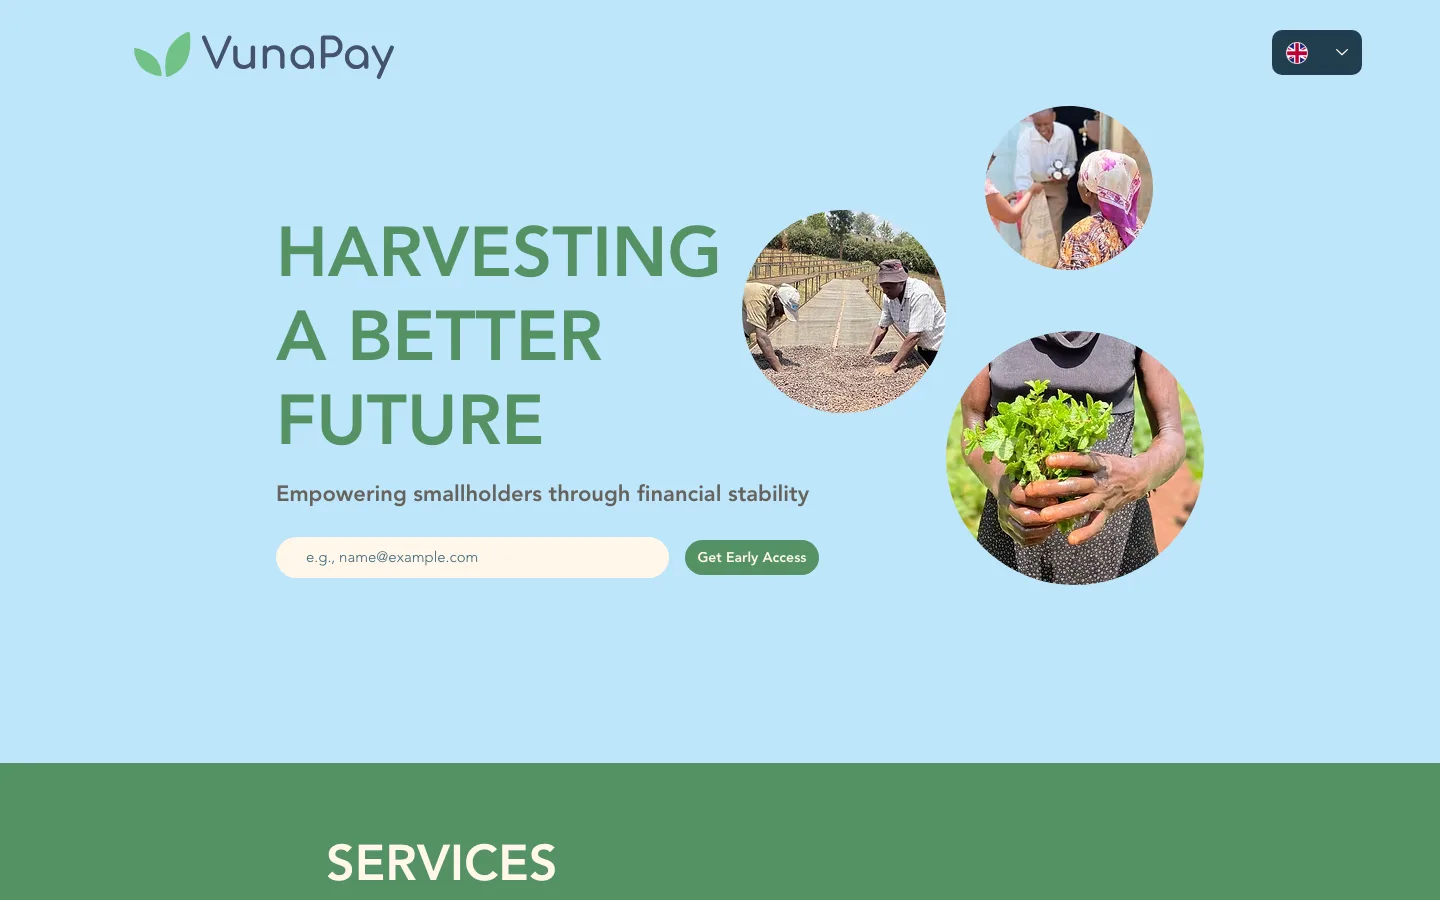 VunaPay
HARVESTING
A BETTER
FUTURE
Empowering smallholders through financial stability
e.g., name@example.com
Get Early Access
SERVICES